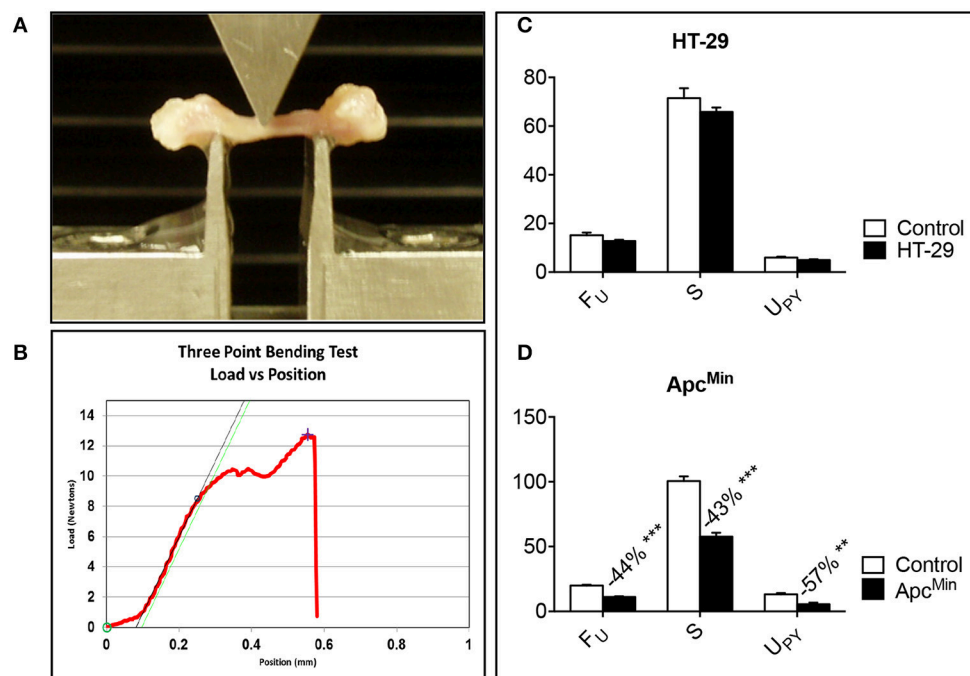 A
B
Three Point Bending Test
Load vs Position
Load (Newtons)
14
12
10
8
6
4
2
0
0
0.2
0.4
0.6
0.8
1
Position (mm)
C
HT-29
80
60
40
20
0
FU
S
UPY
Control
HT-29
D
ApcMin
150
100
50
0
-44% ***
-43% ***
-57% **
FU
S
UPY
Control
ApcMin